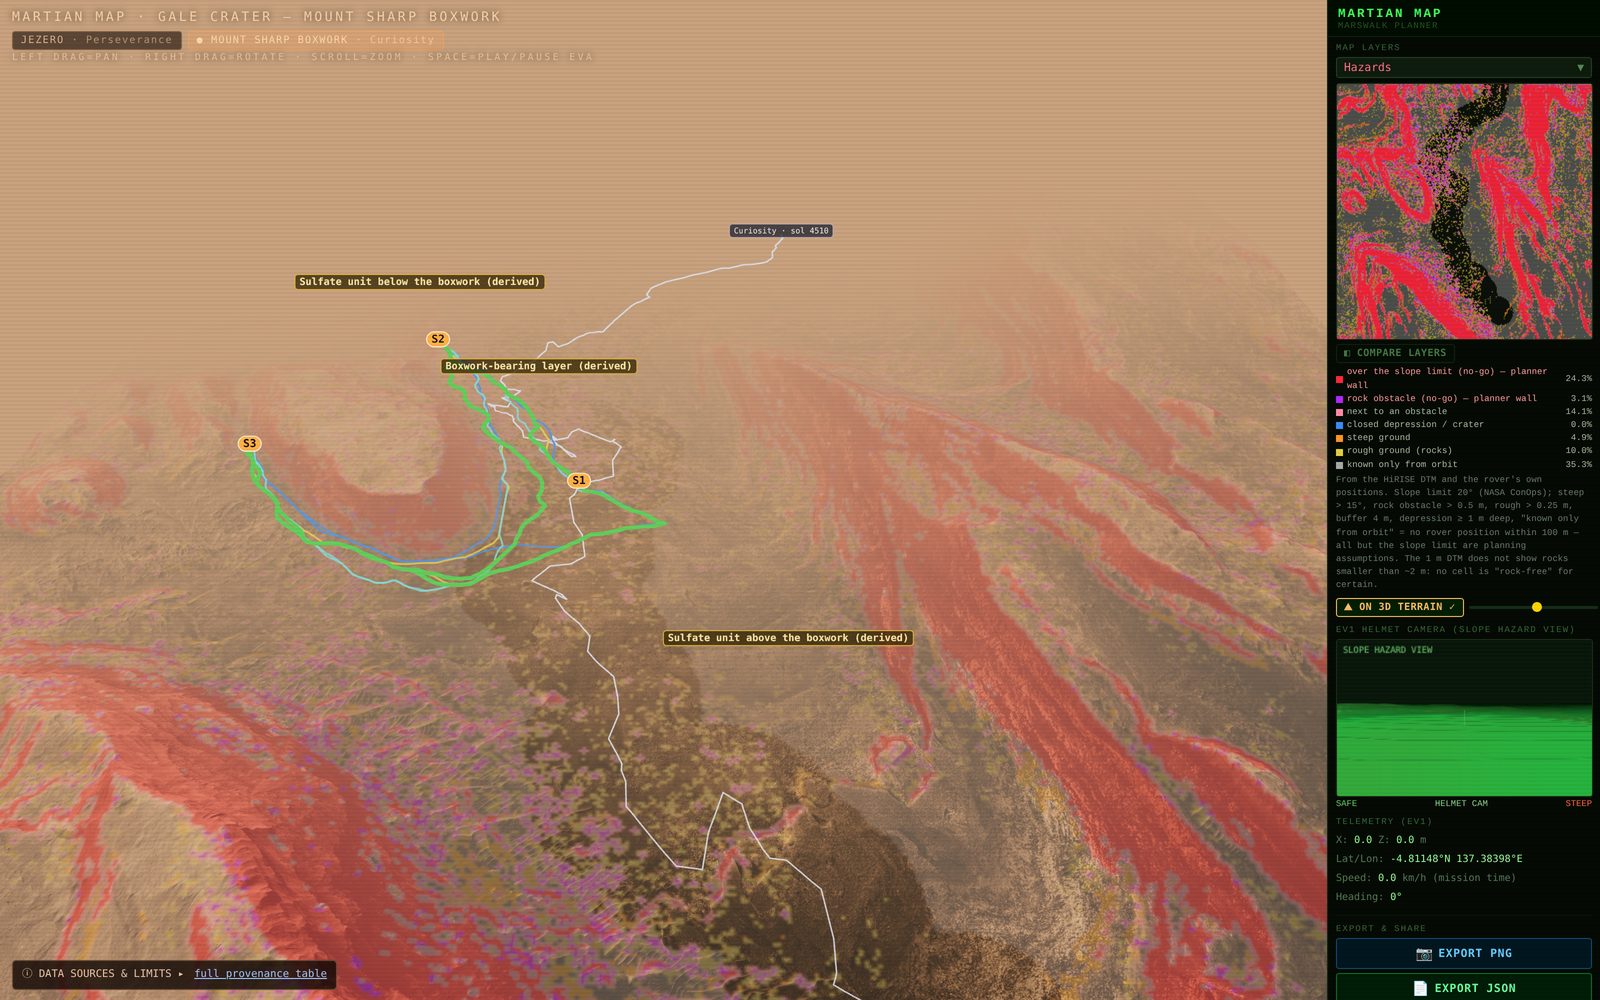 MARTIAN MAP · GALE CRATER — MOUNT SHARP BOXWORK
JEZERO · Perseverance
● MOUNT SHARP BOXWORK · Curiosity
LEFT DRAG=PAN · RIGHT DRAG=ROTATE · SCROLL=ZOOM · SPACE=PLAY/PAUSE EVA
Curiosity · sol 4510
Sulfate unit below the boxwork (derived)
S2
Boxwork-bearing layer (derived)
S3
S1
Sulfate unit above the boxwork (derived)
ⓘ DATA SOURCES & LIMITS ▸ full provenance table
MARTIAN MAP
MARSWALK PLANNER
MAP LAYERS
Hazards ▼
◧ COMPARE LAYERS
over the slope limit (no-go) — planner wall 24.3%
rock obstacle (no-go) — planner wall 3.1%
next to an obstacle 14.1%
closed depression / crater 0.0%
steep ground 4.9%
rough ground (rocks) 10.0%
known only from orbit 35.3%
From the HiRISE DTM and the rover's own
positions. Slope limit 20° (NASA ConOps); steep
> 15°, rock obstacle > 0.5 m, rough > 0.25 m,
buffer 4 m, depression ≥ 1 m deep, "known only
from orbit" = no rover position within 100 m —
all but the slope limit are planning
assumptions. The 1 m DTM does not show rocks
smaller than ~2 m: no cell is "rock-free" for
certain.
▲ ON 3D TERRAIN ✓
EV1 HELMET CAMERA (SLOPE HAZARD VIEW)
SLOPE HAZARD VIEW
SAFE HELMET CAM STEEP
TELEMETRY (EV1)
X: 0.0 Z: 0.0 m
Lat/Lon: -4.81148°N 137.38398°E
Speed: 0.0 km/h (mission time)
Heading: 0°
EXPORT & SHARE
📷 EXPORT PNG
📄 EXPORT JSON